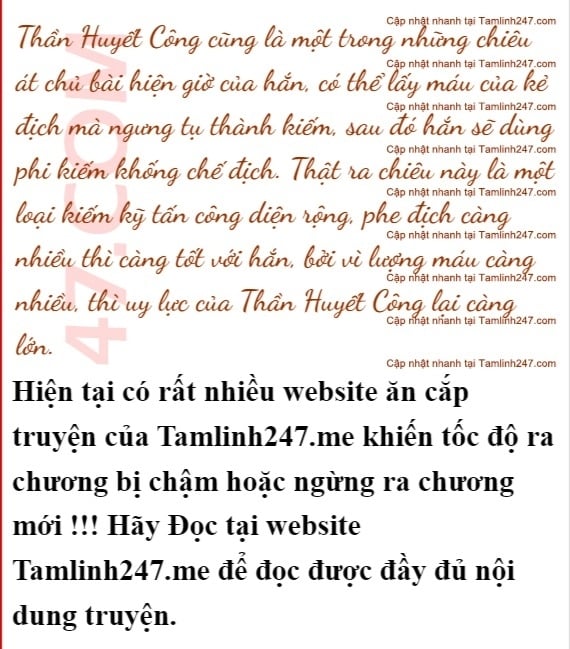 Cập nhật nhanh tại Tamlinh247.com
Thần Huyết Công cũng là một trong những chiêu
Cập nhật nhanh tại Tamlinh247.com
át chủ bài hiện giờ của hắn, có thể lấy máu của kẻ
Cập nhật nhanh tại Tamlinh247.com
địch mà ngưng tụ thành kiếm, sau đó hắn sẽ dùng
Cập nhật nhanh tại Tamlinh247.com
phi kiếm khống chế địch. Thật ra chiêu này là một
Cập nhật nhanh tại Tamlinh247.com
loại kiếm kỹ tấn công diện rộng, phe địch càng
Cập nhật nhanh tại Tamlinh247.com
nhiều thì càng tốt với hắn, bởi vì lượng máu càng
Cập nhật nhanh tại Tamlinh247.com
nhiều, thì uy lực của Thần Huyết Công lại càng
Cập nhật nhanh tại Tamlinh247.com
lớn.
Cập nhật nhanh tại Tamlinh247.com
47.COM
Hiện tại có rất nhiều website ăn cắp
truyện của Tamlinh247.me khiến tốc độ ra
chương bị chậm hoặc ngừng ra chương
mới !!! Hãy Đọc tại website
Tamlinh247.me để đọc được đầy đủ nội
dung truyện.